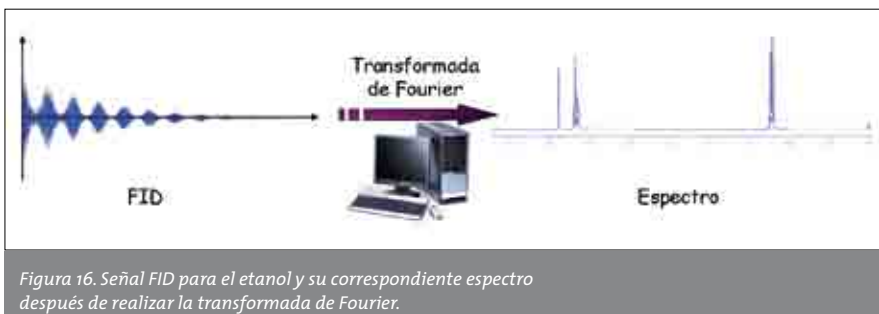 Transformada
de Fourier
FID
Espectro
Figura 16. Señal FID para el etanol y su correspondiente espectro
después de realizar la transformada de Fourier.